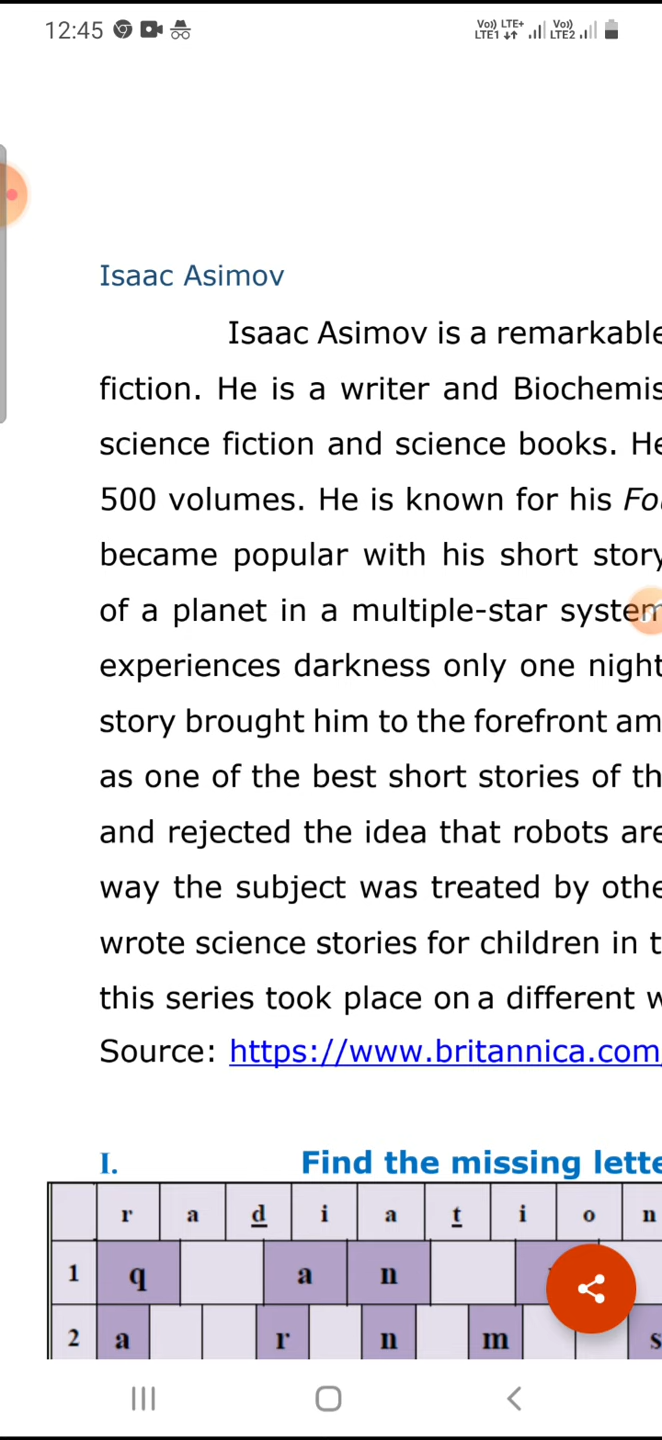 12:45 Vo)) LTE+ LTE1 Vo)) LTE2
Isaac Asimov
Isaac Asimov is a remarkable
fiction. He is a writer and Biochemis
science fiction and science books. He
500 volumes. He is known for his Fo
became popular with his short story
of a planet in a multiple-star system
experiences darkness only one night
story brought him to the forefront am
as one of the best short stories of th
and rejected the idea that robots are
way the subject was treated by othe
wrote science stories for children in t
this series took place on a different w
Source: https://www.britannica.com
I. Find the missing lette
r a d i a t i o n
1 q a n
2 a r n m s